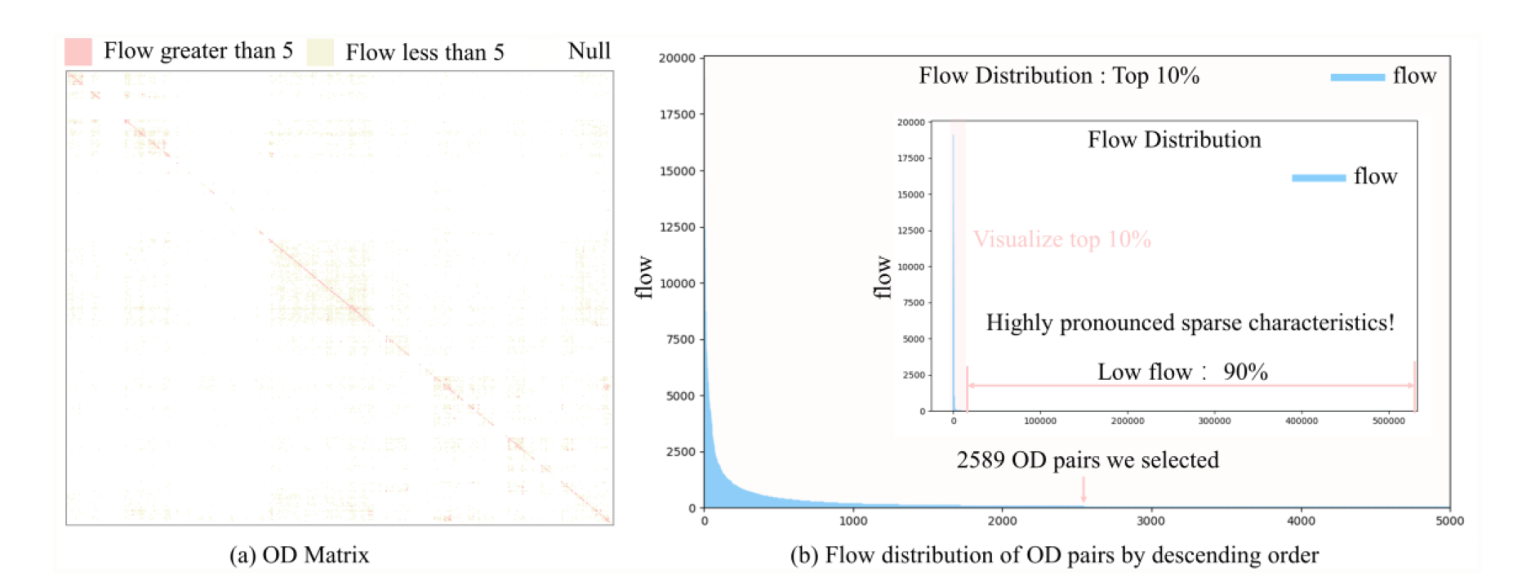 Flow greater than 5
Flow less than 5
Null
(a) OD Matrix
20000
17500
15000
12500
10000
7500
5000
2500
0
flow
Flow Distribution : Top 10%
flow
20000
17500
15000
12500
10000
7500
5000
2500
0
flow
Flow Distribution
flow
Visualize top 10%
Highly pronounced sparse characteristics!
Low flow : 90%
0 100000 200000 300000 400000 500000
2589 OD pairs we selected
0 1000 2000 3000 4000 5000
(b) Flow distribution of OD pairs by descending order